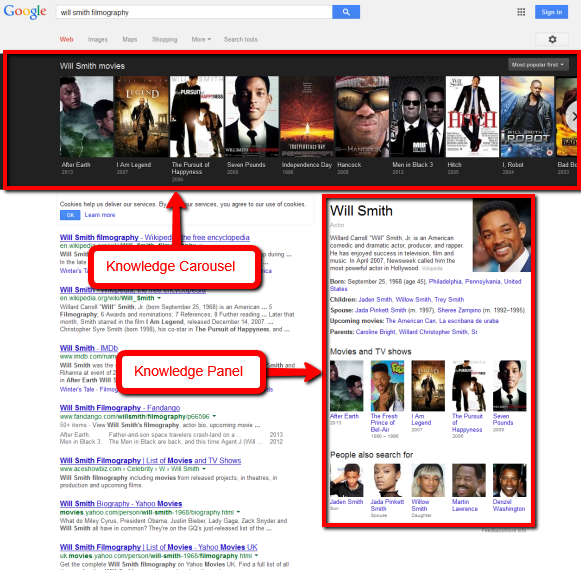 Google
will smith filmography
Sign in
Web Images Maps Shopping More Search tools
Will Smith movies
Most popular first
After Earth
2013
I Am Legend
2007
The Pursuit of Happyness
2006
Seven Pounds
2008
Independence Day
1996
Hancock
2008
Men in Black 3
2012
Hitch
2005
I, Robot
2004
Bad Bo
2003
Cookies help us deliver our services. By our services, you agree to our use of cookies.
OK Learn more
Will Smith filmography - Wikipedia, the free encyclopedia
en.wikipedia.org/wiki/Will_Smith_filmography
during ...
In the late
Winter's Ta
Knowledge Carousel
Will Smith - Wikipedia, the free encyclopedia
en.wikipedia.org/wiki/Will_Smith
Willard Carroll "Will" Smith, Jr. (born September 25, 1968) is an American ... 5
Filmography; 6 Awards and nominations; 7 References; 8 Further reading ... Later that
month, Smith starred in the film I Am Legend, released December 14, 2007. ...
Christopher Syre Smith (born 1998), his co-star in The Pursuit of Happyness, and ...
Will Smith - IMDb
www.imdb.com/name
Will Smith was the
Smith and
Rihanna at event of
2
in After Earth Will S
Winter's Tale - Filmog
Knowledge Panel
Will Smith Filmography - Fandango
www.fandango.com/willsmith/filmography/p66596
50+ items - View Will Smith's filmography, actor bio, upcoming movie ...
After Earth Father-and-son space travelers crash-land on a ... 2013
Men in Black 3 The Men in Black are back, and this time Agent J (Will ... 2012
Will Smith Filmography | List of Movies and TV Shows
www.aceshowbiz.com › Celebrity › W › Will Smith
Will Smith filmography including movies from released projects, in theatres, in
production and upcoming films.
Will Smith Biography - Yahoo Movies
movies.yahoo.com/person/will-smith-1968/biography.html
What do Miley Cyrus, President Obama, Justin Bieber, Lady Gaga, Zack Snyder and
Will Smith all have in common? They're on the GQ's just-released list of the ...
Will Smith Filmography | List of Movies - Yahoo Movies UK
uk.movies.yahoo.com/person/will-smith-1968/filmography.html
Get the complete Will Smith filmography on Yahoo Movies UK. Find a full list of all
Will Smith
Actor
Willard Carroll "Will" Smith, Jr. is an American
comedic and dramatic actor, producer, and rapper.
He has enjoyed success in television, film and
music. In April 2007, Newsweek called him the
most powerful actor in Hollywood. Wikipedia
Born: September 25, 1968 (age 45), Philadelphia, Pennsylvania, United
States
Children: Jaden Smith, Willow Smith, Trey Smith
Spouse: Jada Pinkett Smith (m. 1997), Sheree Zampino (m. 1992–1995)
Upcoming movies: The American Can, La escribana de uraba
Parents: Caroline Bright, Willard Christopher Smith, Sr.
Movies and TV shows
After Earth
2013
The Fresh Prince of Bel-Air
1990 – 1996
I Am Legend
2007
The Pursuit of Happyness
2006
Seven Pounds
2008
People also search for
Jaden Smith
Son
Jada Pinkett Smith
Spouse
Willow Smith
Daughter
Martin Lawrence
Denzel Washington
Feedback/More info